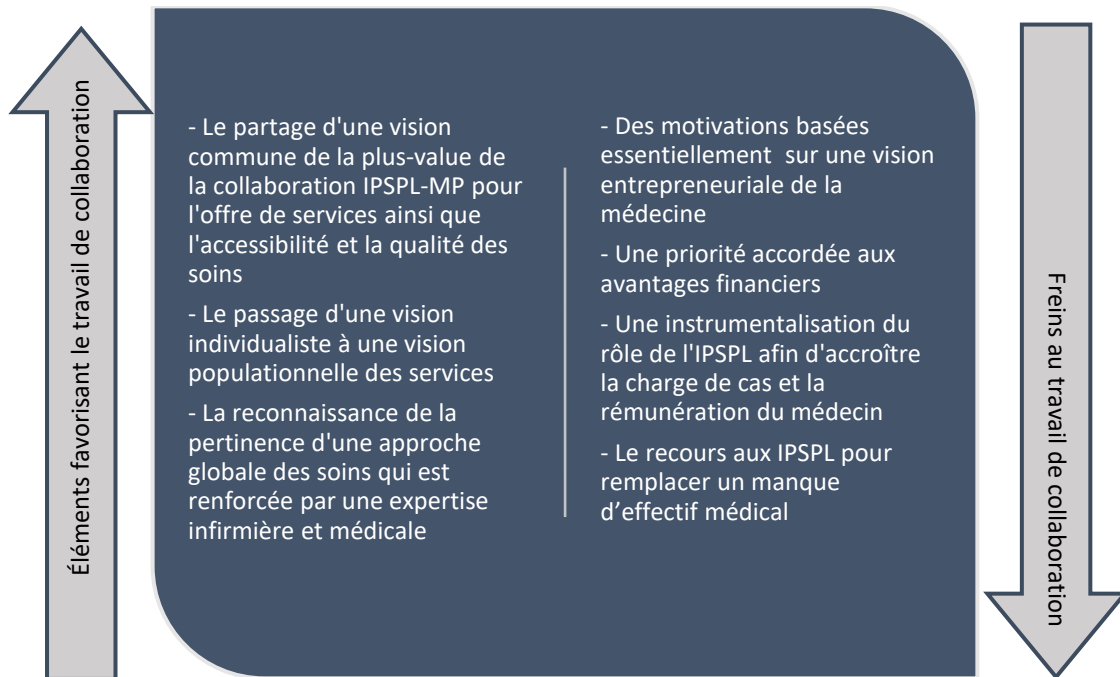 Éléments favorisant le travail de collaboration
- Le partage d'une vision
commune de la plus-value de
la collaboration IPSPL-MP pour
l'offre de services ainsi que
l'accessibilité et la qualité des
soins
- Le passage d'une vision
individualiste à une vision
populationnelle des services
- La reconnaissance de la
pertinence d'une approche
globale des soins qui est
renforcée par une expertise
infirmière et médicale
- Des motivations basées
essentiellement sur une vision
entrepreneuriale de la
médecine
- Une priorité accordée aux
avantages financiers
- Une instrumentalisation du
rôle de l'IPSPL afin d'accroître
la charge de cas et la
rémunération du médecin
- Le recours aux IPSPL pour
remplacer un manque
d’effectif médical
Freins au travail de collaboration